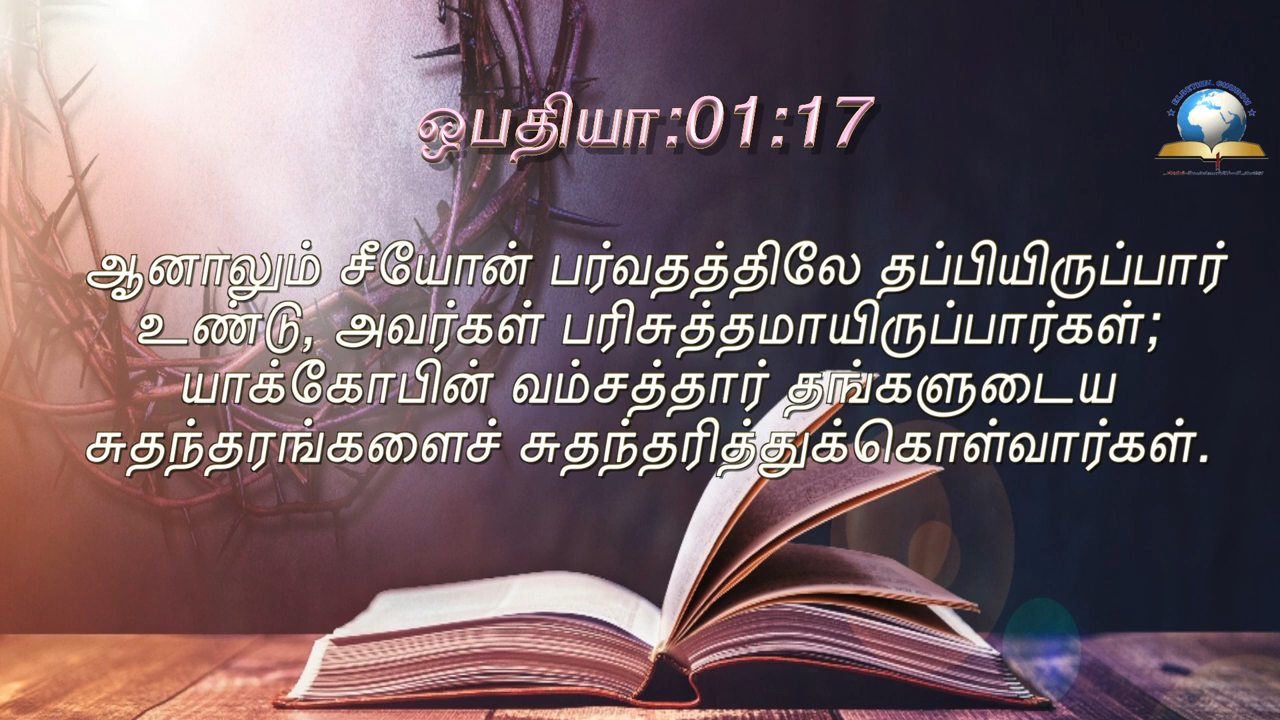 ஒபதியா:01:17
ஆனாலும் சீயோன் பர்வதத்திலே தப்பியிருப்பார்
உண்டு, அவர்கள் பரிசுத்தமாயிருப்பார்கள்;
யாக்கோபின் வம்சத்தார் தங்களுடைய
சுதந்தரங்களைச் சுதந்தரித்துக்கொள்வார்கள்.